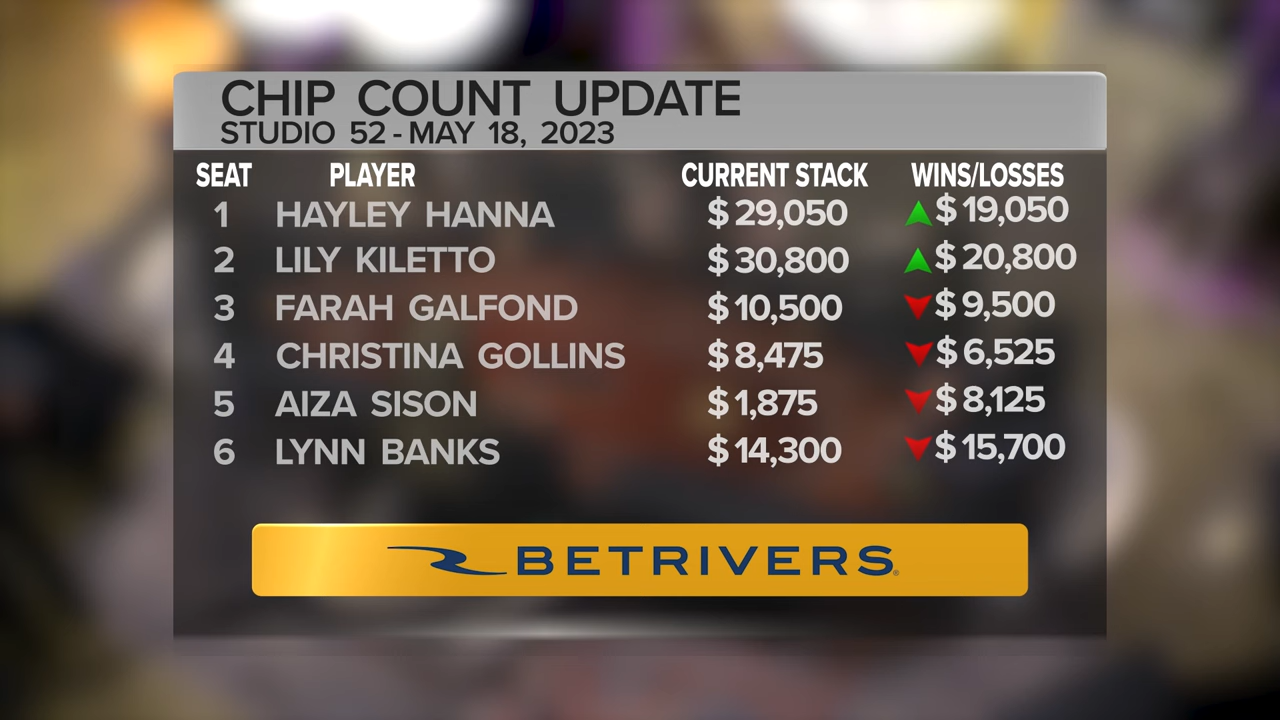 CHIP COUNT UPDATE
STUDIO 52 - MAY 18, 2023
SEAT PLAYER CURRENT STACK WINS/LOSSES
1 HAYLEY HANNA $ 29,050 $ 19,050
2 LILY KILETTO $ 30,800 $ 20,800
3 FARAH GALFOND $ 10,500 $ 9,500
4 CHRISTINA GOLLINS $ 8,475 $ 6,525
5 AIZA SISON $ 1,875 $ 8,125
6 LYNN BANKS $ 14,300 $ 15,700
BETRIVERS®